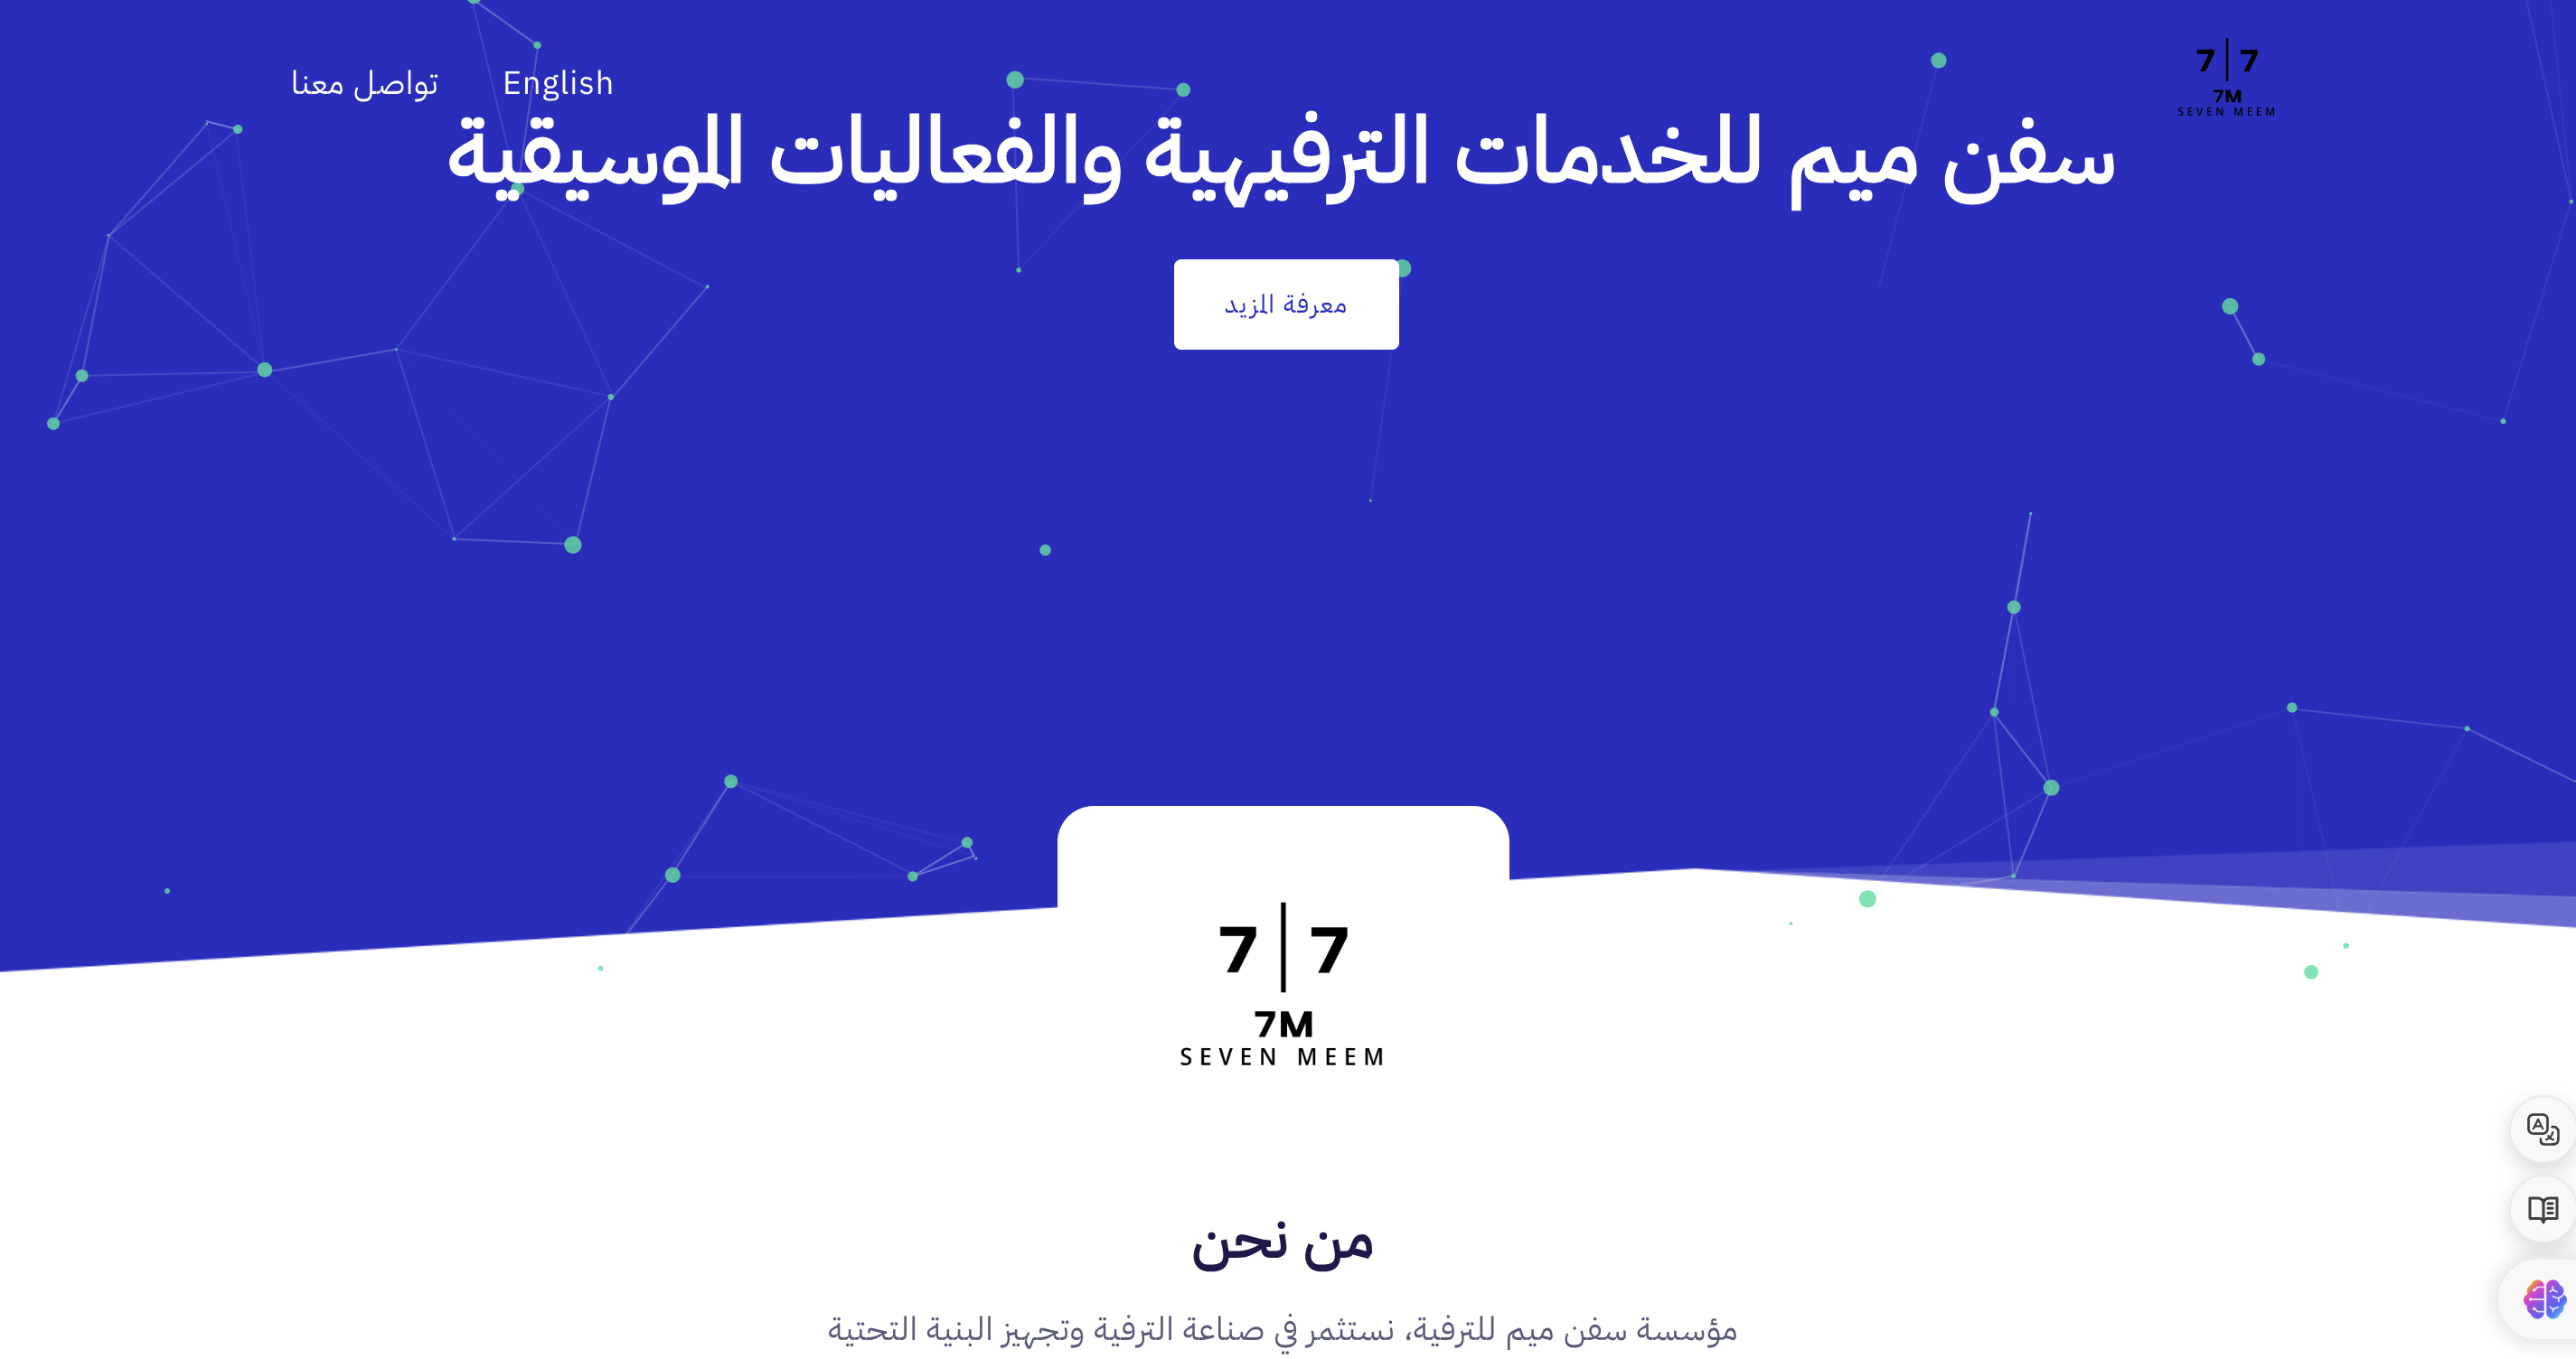 7 | 7
7M
SEVEN MEEM
English
تواصل معنا
سفن ميم للخدمات الترفيهية والفعاليات الموسيقية
معرفة المزيد
7 | 7
7M
SEVEN MEEM
من نحن
مؤسسة سفن ميم للترفية، نستثمر في صناعة الترفية وتجهيز البنية التحتية